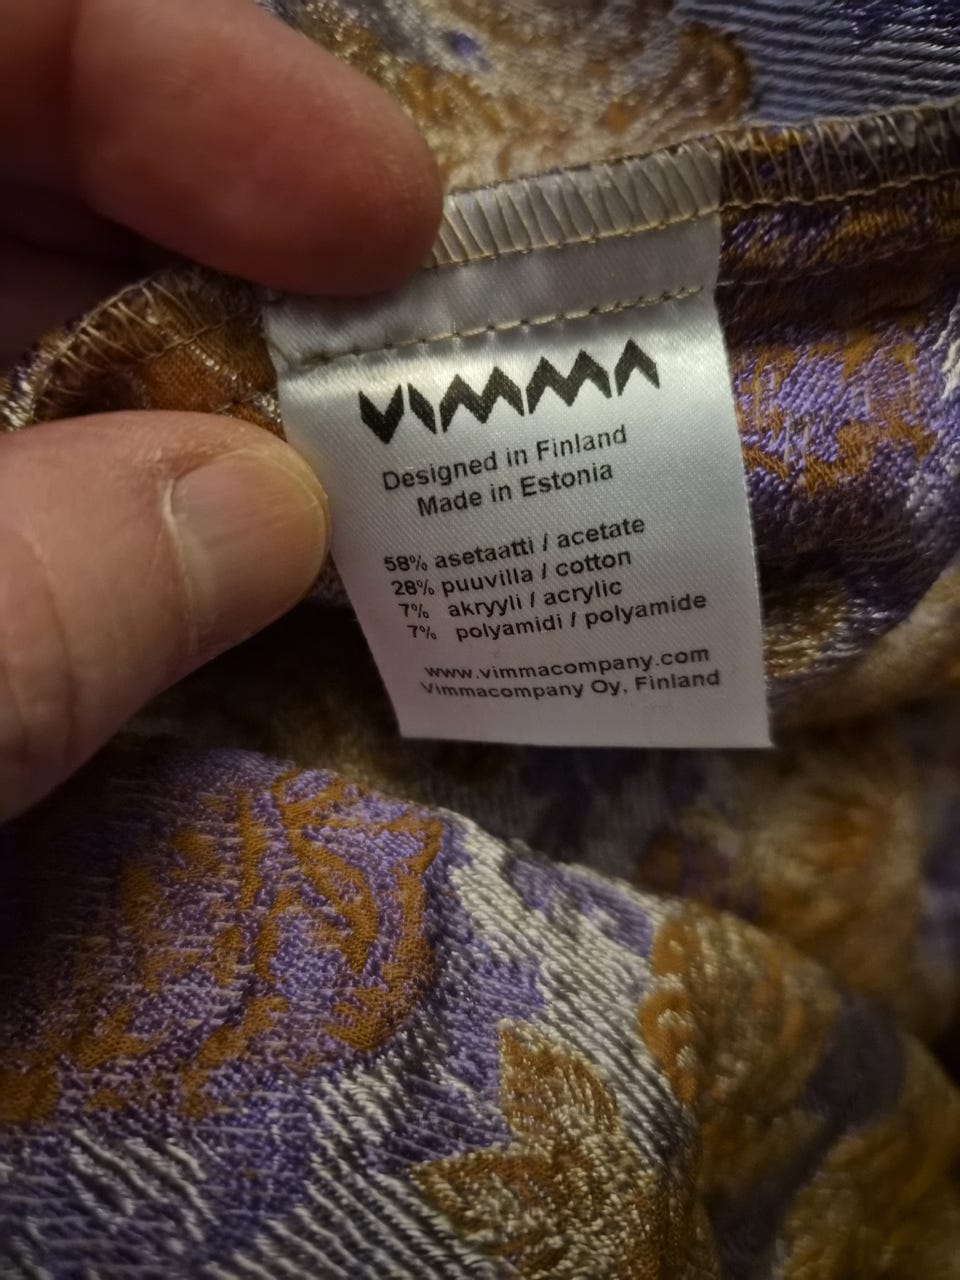 VIMMA
Designed in Finland
Made in Estonia
58% asetaatti / acetate
28% puuvilla / cotton
7% akryyli / acrylic
7% polyamidi / polyamide
www.vimmacompany.com
Vimmacompany Oy, Finland